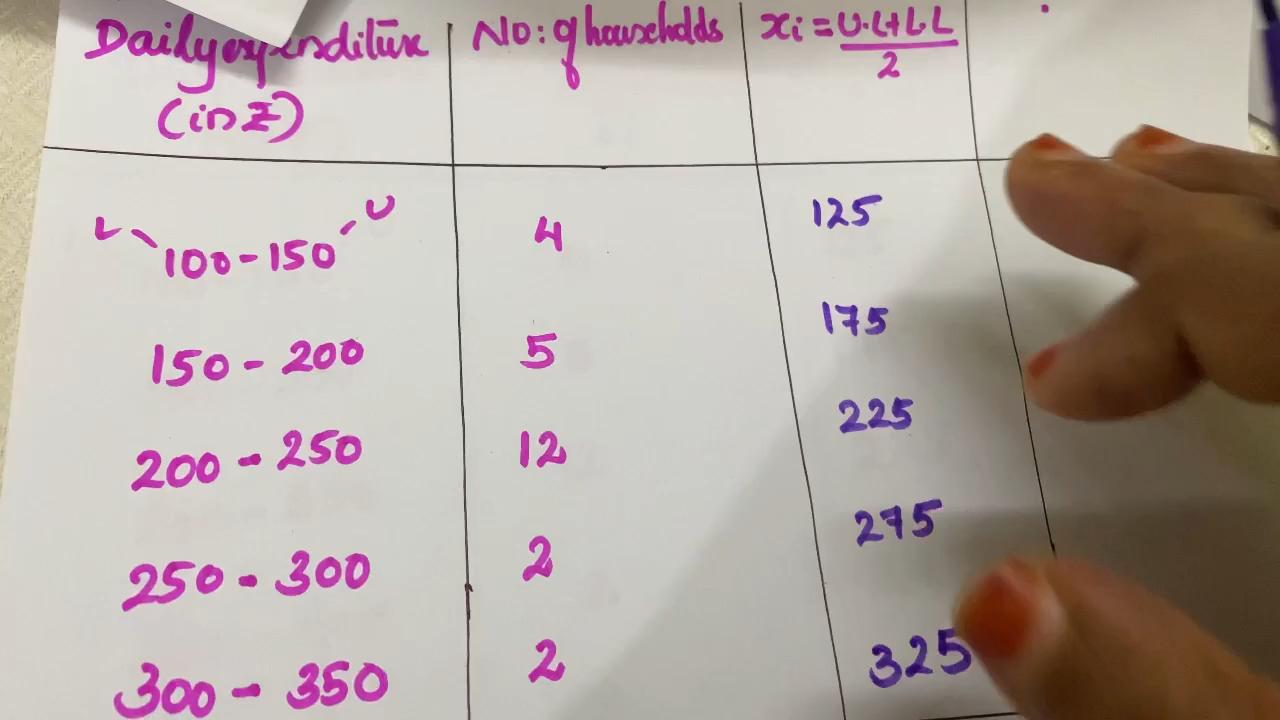 Daily expenditure No: of households xi = U.L+L.L
(in ₹) 2
L U
100-150 4 125
150-200 5 175
200-250 12 225
250-300 2 275
300-350 2 325